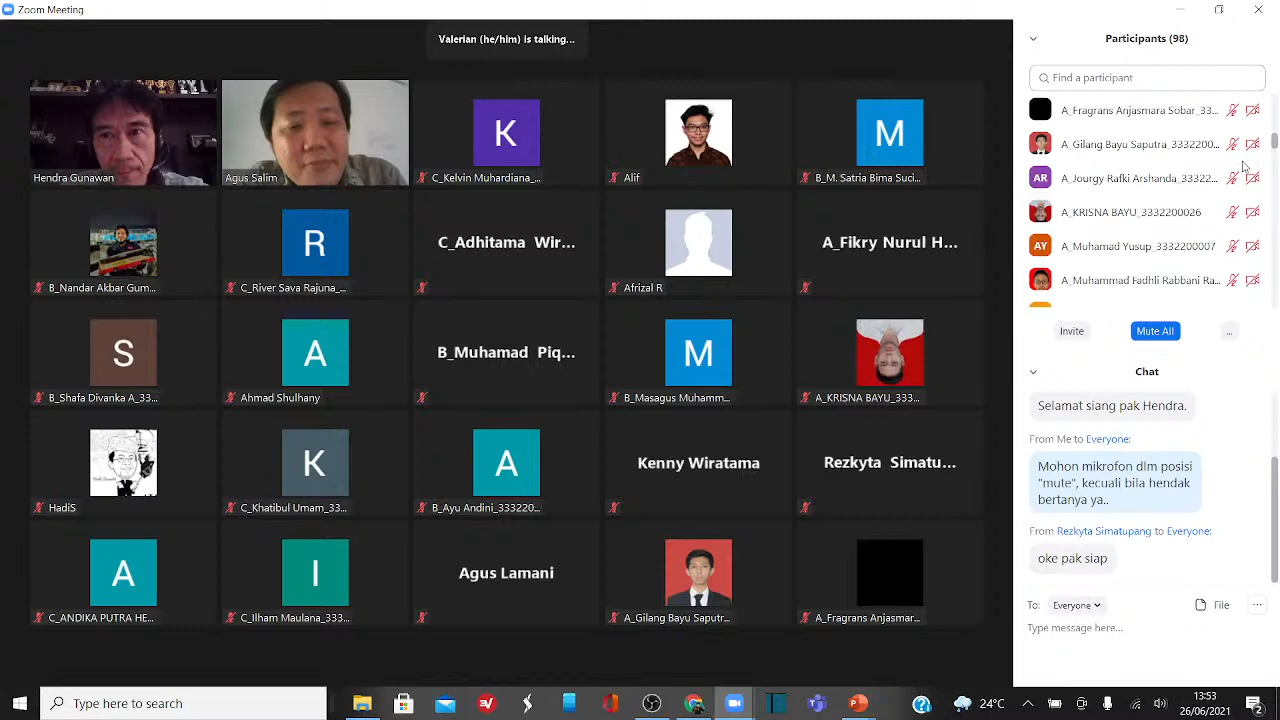 Zoom Meeting
Valerian (he/him) is talking...
Hendra Gunawan
Agus Salim
K
C_Kelvin Muhardiana_...
Alif
M
B_M. Satria Bima Suci...
B_Nandar Akbar Gum...
R
C_River Sava Rajuna_...
C_Adhitama Wir...
Afrizal R
A_Fikry Nurul H...
S
B_Shafa Divanka A_33...
A
Ahmad Shulhany
B_Muhamad Piq...
M
B_Masagus Muhamm...
A_KRISNA BAYU_333...
HadiS
K
C_Khatibul Umam_33...
A
B_Ayu Andini_333220...
Kenny Wiratama
Rezkyta Simatu...
A
C_ANDIKA PUTRA HE...
I
C_Ilham Maulana_333...
Agus Lamani
A_Gilang Bayu Saputr...
A_Fragrans Anjasmar...
Participants (98)
Find a participant
A_Fragrans Anjasmar Sobar_33...
A_Gilang Bayu Saputra_333220...
AR
A_Jourgy Rafki Arshanda_3332...
A_KRISNA BAYU_3332200026
AY
A_Muhamad Yusup_3332200007
A_Muhammad Fadhli Rabbani Ra...
Invite
Mute All
...
Chat
Selamat siang pak Hendra.
From Me to Everyone:
Mohon, mic nya dlm posisi
"mute", kecuali bila hendak
bertanya ya..
From Rezkyta Simatupang to Everyone:
oke pak siap
To:
Everyone
File
...
Type message here...
Type here to search
24°C
13:53
26/06/2021
2